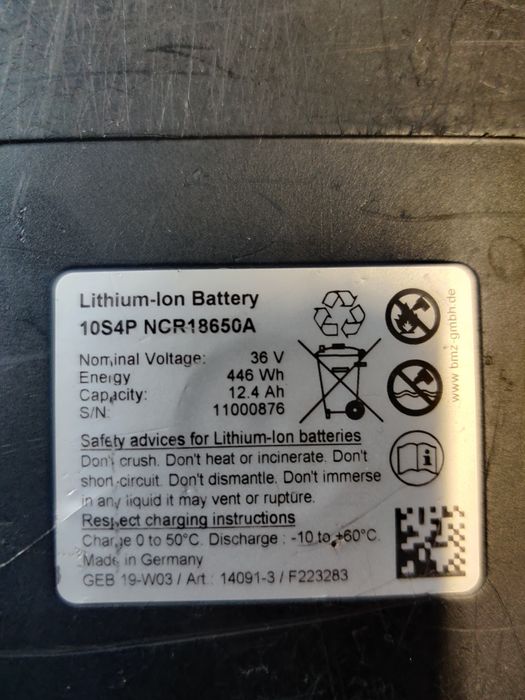 Lithium-Ion Battery
10S4P NCR18650A
Nominal Voltage: 36 V
Energy 446 Wh
Capacity: 12.4 Ah
S/N: 11000876
Safety advices for Lithium-Ion batteries
Don't crush. Don't heat or incinerate. Don't
short-circuit. Don't dismantle. Don't immerse
in any liquid it may vent or rupture.
Respect charging instructions
Charge 0 to 50°C. Discharge : -10 to +60°C.
Made in Germany
GEB 19-W03 / Art.: 14091-3 / F223283
www.bmz-gmbh.de